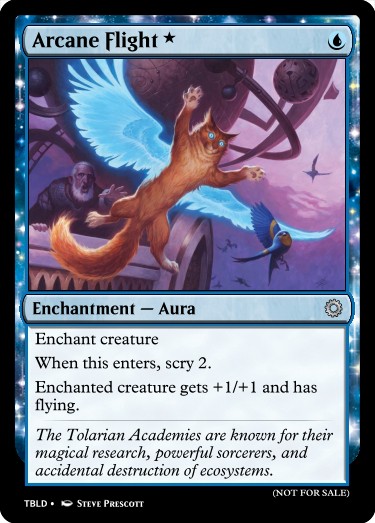 Arcane Flight ★
Enchantment — Aura
Enchant creature
When this enters, scry 2.
Enchanted creature gets +1/+1 and has
flying.
The Tolarian Academies are known for their
magical research, powerful sorcerers, and
accidental destruction of ecosystems.
(NOT FOR SALE)
TBLD • Steve Prescott